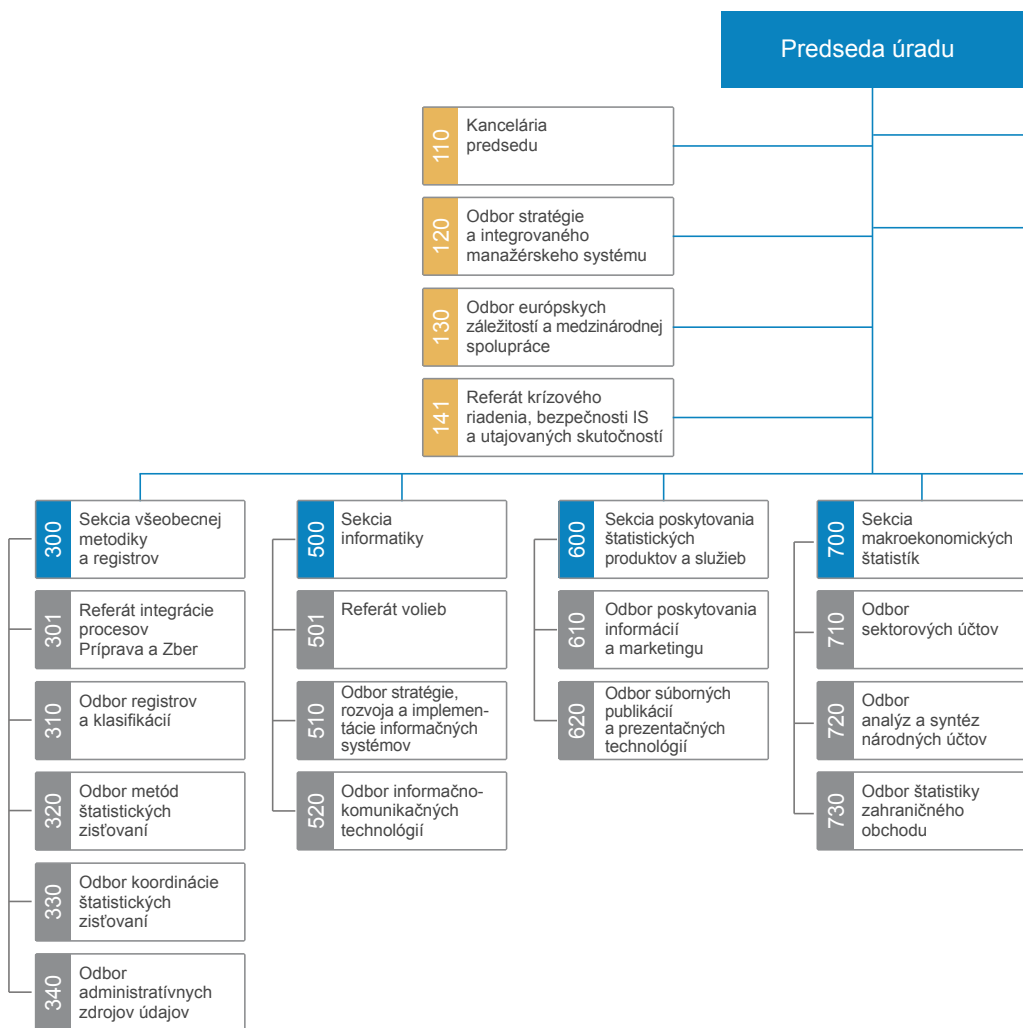 Predseda úradu
110
Kancelária
predsedu
120
Odbor stratégie
a integrovaného
manažérskeho systému
130
Odbor európskych
záležitostí a medzinárodnej
spolupráce
141
Referát krízového
riadenia, bezpečnosti IS
a utajovaných skutočností
300
Sekcia všeobecnej
metodiky
a registrov
301
Referát integrácie
procesov
Príprava a Zber
310
Odbor registrov
a klasifikácií
320
Odbor metód
štatistických
zisťovaní
330
Odbor koordinácie
štatistických
zisťovaní
340
Odbor
administratívnych
zdrojov údajov
500
Sekcia
informatiky
501
Referát volieb
510
Odbor stratégie,
rozvoja a implemen-
tácie informačných
systémov
520
Odbor informačno-
komunikačných
technológií
600
Sekcia poskytovania
štatistických
produktov a služieb
610
Odbor poskytovania
informácií
a marketingu
620
Odbor súborných
publikácií
a prezentačných
technológií
700
Sekcia
makroekonomických
štatistík
710
Odbor
sektorových účtov
720
Odbor
analýz a syntéz
národných účtov
730
Odbor štatistiky
zahraničného
obchodu